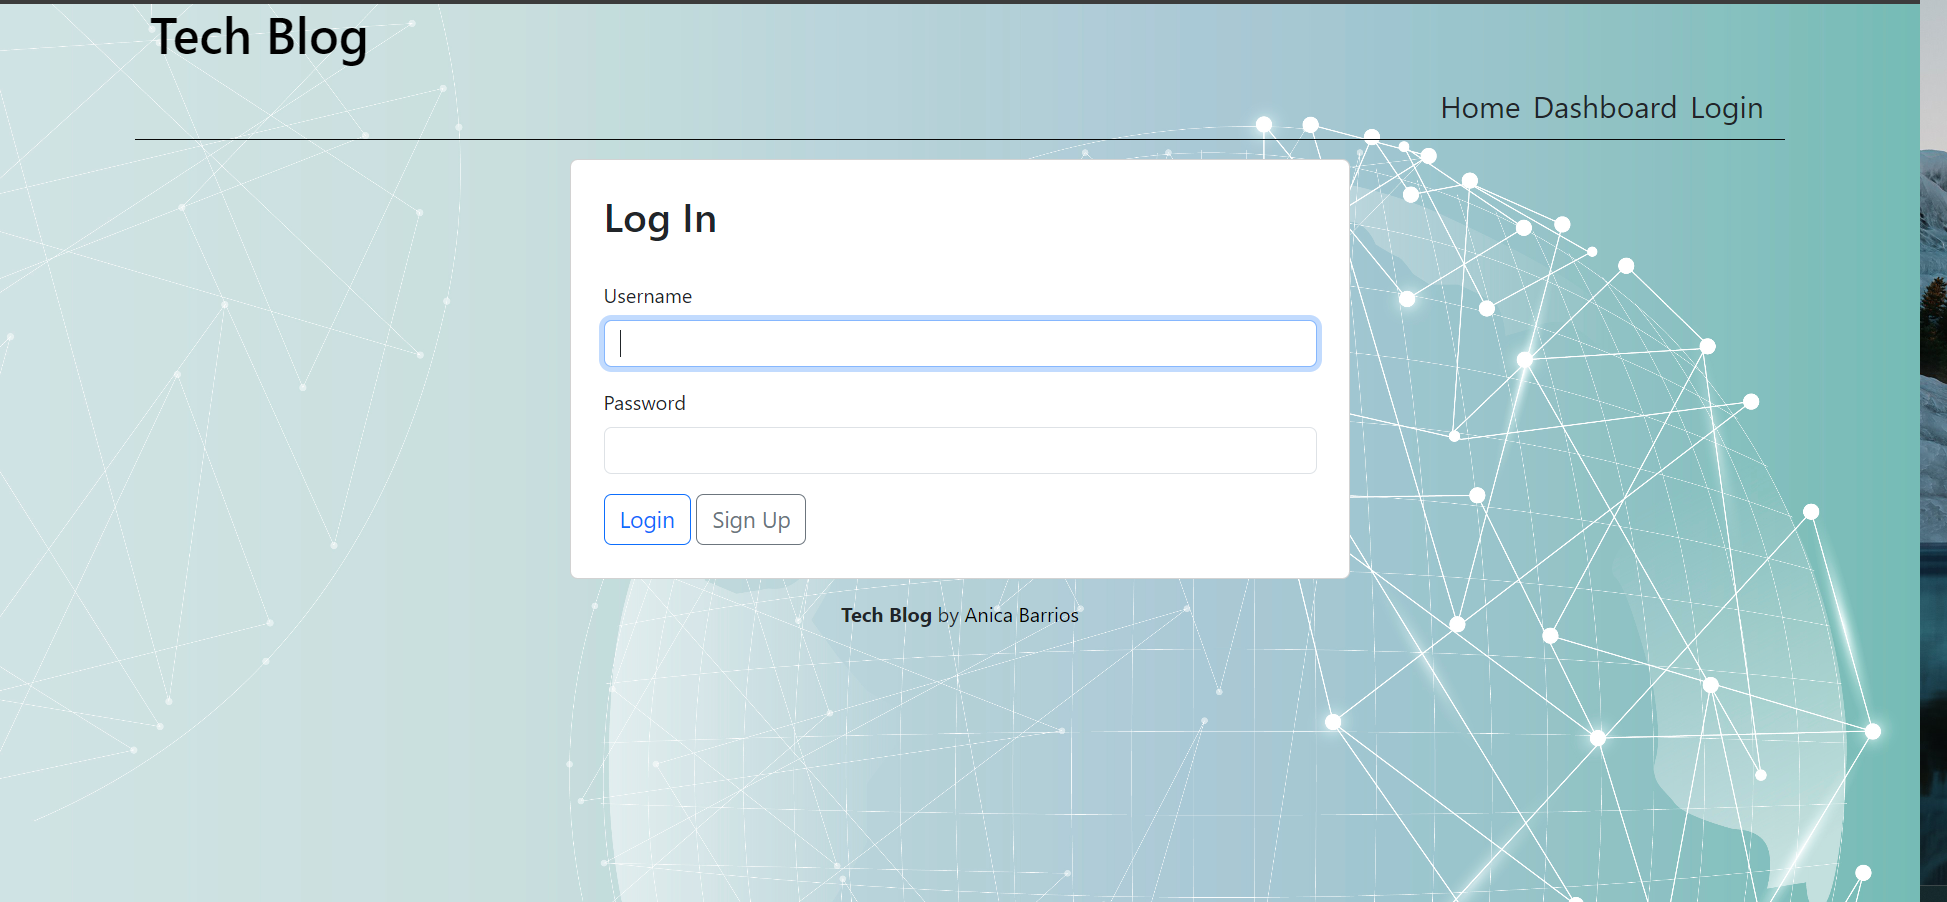 Tech Blog
Home Dashboard Login
Log In
Username
Password
Login Sign Up
Tech Blog by Anica Barrios